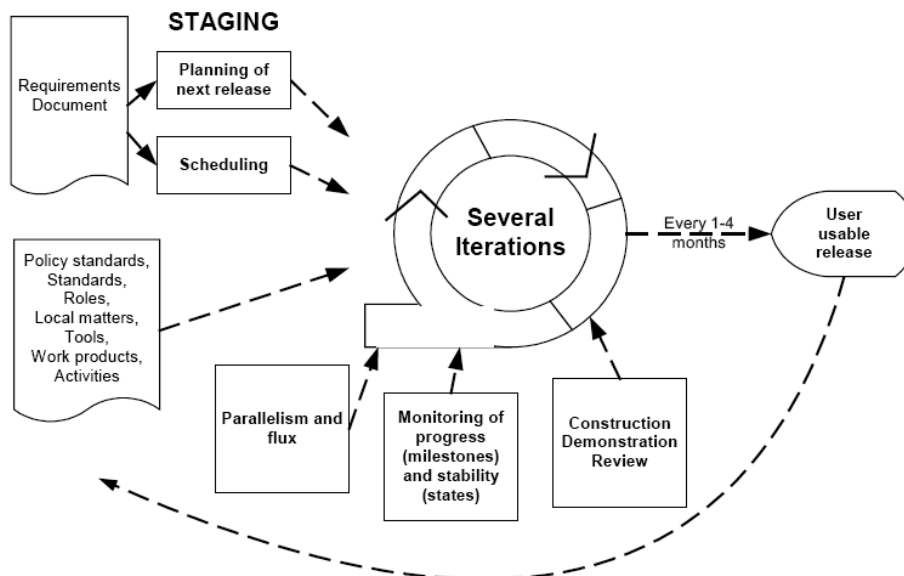 STAGING
Requirements
Document
Planning of
next release
Scheduling
Policy standards,
Standards,
Roles,
Local matters,
Tools,
Work products,
Activities
Several
Iterations
Every 1-4
months
User
usable
release
Parallelism and
flux
Monitoring of
progress
(milestones)
and stability
(states)
Construction
Demonstration
Review